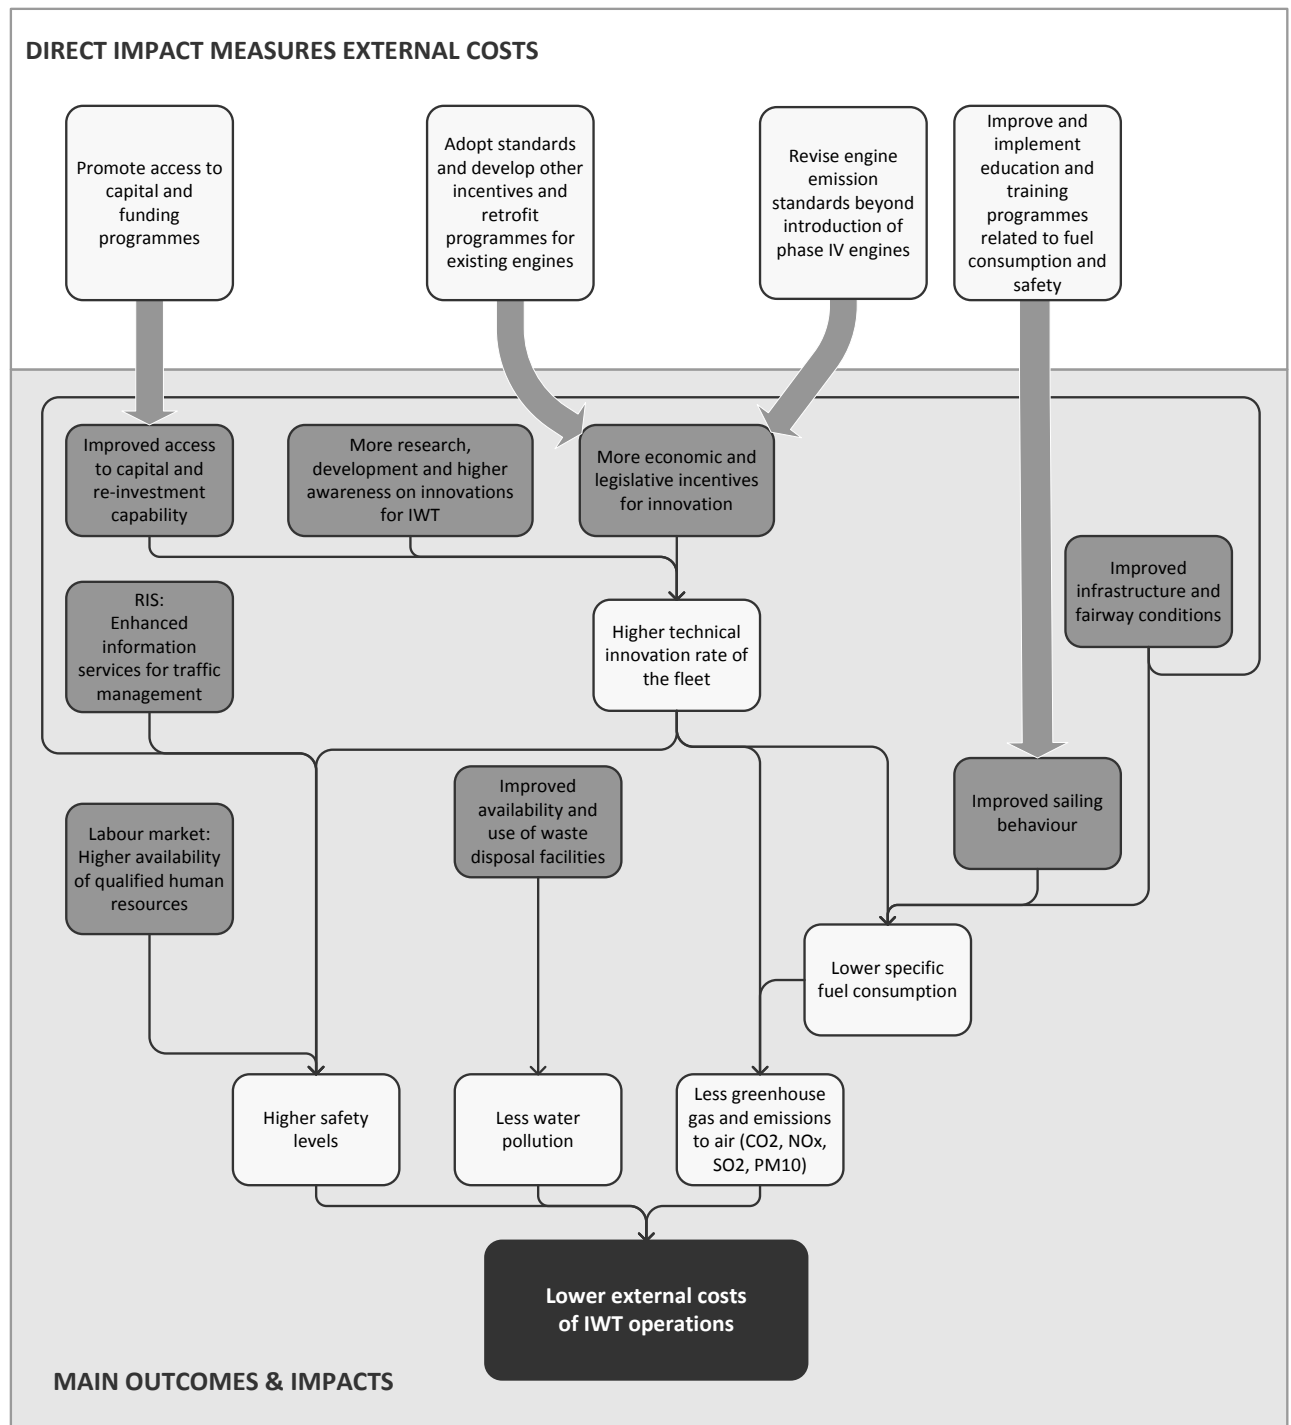 DIRECT IMPACT MEASURES EXTERNAL COSTS
Promote access to
capital and
funding
programmes
Adopt standards
and develop other
incentives and
retrofit
programmes for
existing engines
Revise engine
emission
standards beyond
introduction of
phase IV engines
Improve and
implement
education and
training
programmes
related to fuel
consumption and
safety
Improved access
to capital and
re-investment
capability
More research,
development and higher
awareness on innovations
for IWT
More economic and
legislative incentives
for innovation
Improved
infrastructure and
fairway conditions
RIS:
Enhanced
information
services for traffic
management
Higher technical
innovation rate of
the fleet
Improved
availability and
use of waste
disposal facilities
Improved sailing
behaviour
Labour market:
Higher availability
of qualified human
resources
Lower specific
fuel consumption
Higher safety
levels
Less water
pollution
Less greenhouse
gas and emissions
to air (CO2, NOx,
SO2, PM10)
Lower external costs
of IWT operations
MAIN OUTCOMES & IMPACTS